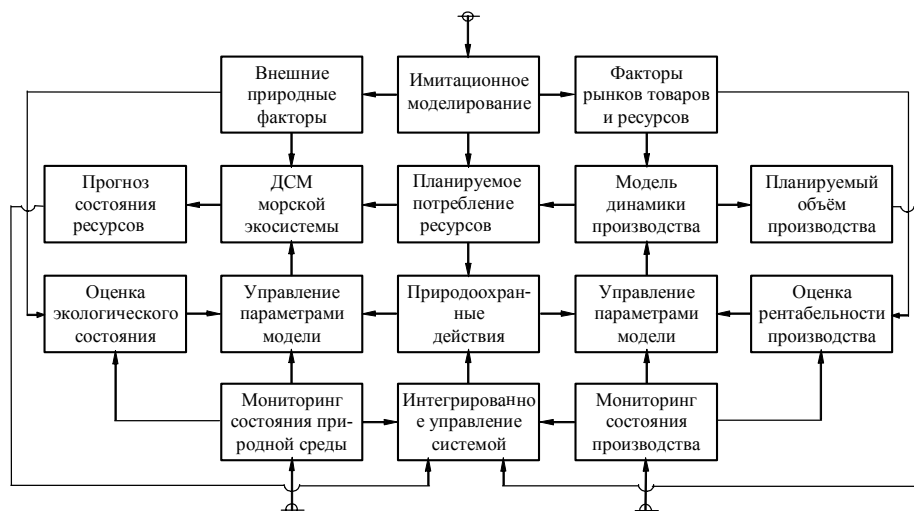 Внешние
природные
факторы
Имитационное
моделирование
Факторы
рынков товаров
и ресурсов
Прогноз
состояния
ресурсов
ДСМ
морской
экосистемы
Планируемое
потребление
ресурсов
Модель
динамики
производства
Планируемый
объём
производства
Оценка
экологического
состояния
Управление
параметрами
модели
Природоохран-
ные
действия
Управление
параметрами
модели
Оценка
рентабельности
производства
Мониторинг
состояния при-
родной среды
Интегрированно
е управление
системой
Мониторинг
состояния
производства